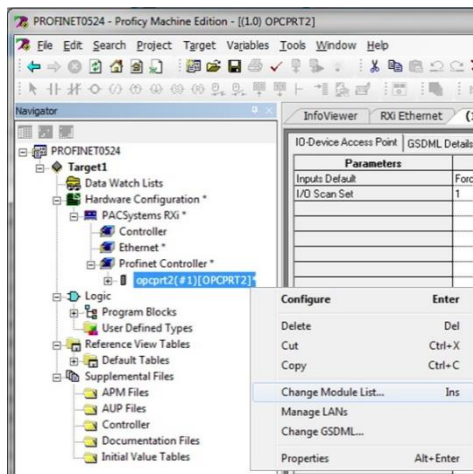 PROFINET0524 - Proficy Machine Edition - [(1.0) OPCPRT2]
File Edit Search Project Target Variables Tools Window Help
Navigator
InfoViewer RXi Ethernet (1
IO-Device Access Point GSDML Details
Parameters
Inputs Default Forc
I/O Scan Set 1
PROFINET0524
Target1
Data Watch Lists
Hardware Configuration *
PACSystems RXi *
Controller
Ethernet *
Profinet Controller *
opcprt2(#1)[OPCPRT2]*
Logic
Program Blocks
User Defined Types
Reference View Tables
Default Tables
Supplemental Files
APM Files
AUP Files
Controller
Documentation Files
Initial Value Tables
Configure Enter
Delete Del
Cut Ctrl+X
Copy Ctrl+C
Change Module List... Ins
Manage LANs
Change GSDML...
Properties Alt+Enter